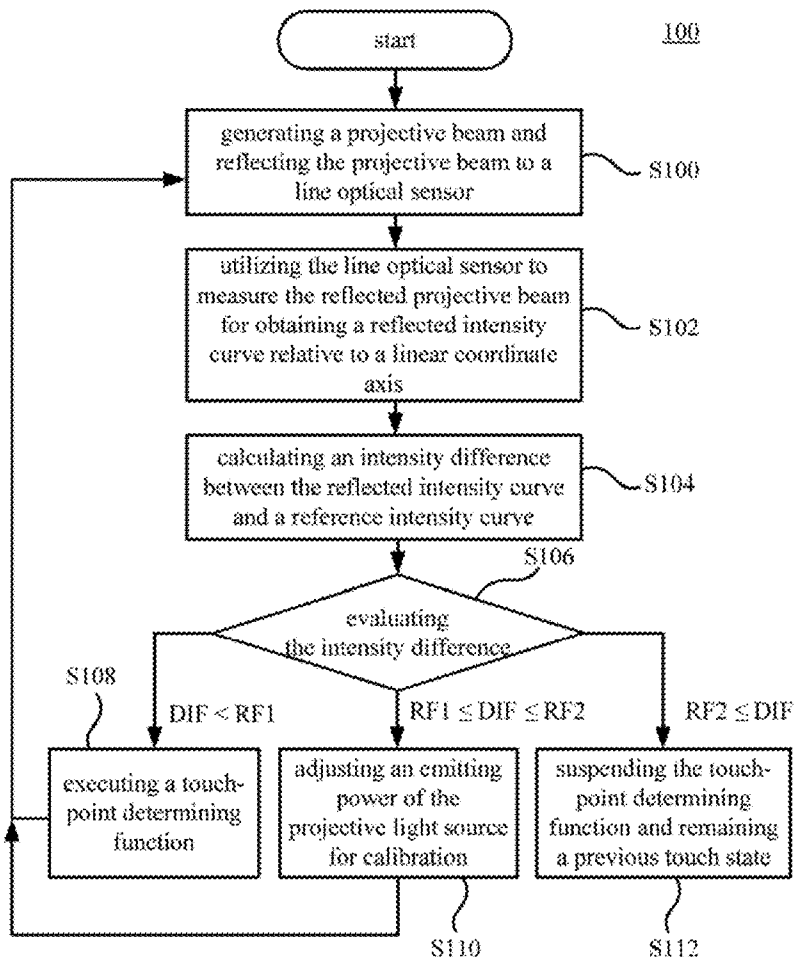 start
100
generating a projective beam and
reflecting the projective beam to a
line optical sensor
S100
utilizing the line optical sensor to
measure the reflected projective beam
for obtaining a reflected intensity
curve relative to a linear coordinate
axis
S102
calculating an intensity difference
between the reflected intensity curve
and a reference intensity curve
S104
S106
evaluating
the intensity difference
S108
DIF < RF1
RF1 ≤ DIF ≤ RF2
RF2 ≤ DIF
executing a touch-
point determining
function
adjusting an emitting
power of the
projective light source
for calibration
suspending the touch-
point determining
function and remaining
a previous touch state
S110
S112